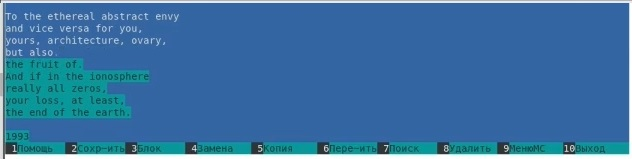 To the ethereal abstract envy
and vice versa for you,
yours, architecture, ovary,
but also.
the fruit of.
And if in the ionosphere
really all zeros,
your loss, at least,
the end of the earth.
1993
1Помощь 2Сохр~ить 3Блок 4Замена 5Копия 6Пере~ить 7Поиск 8Удалить 9МенюMC 10Выход